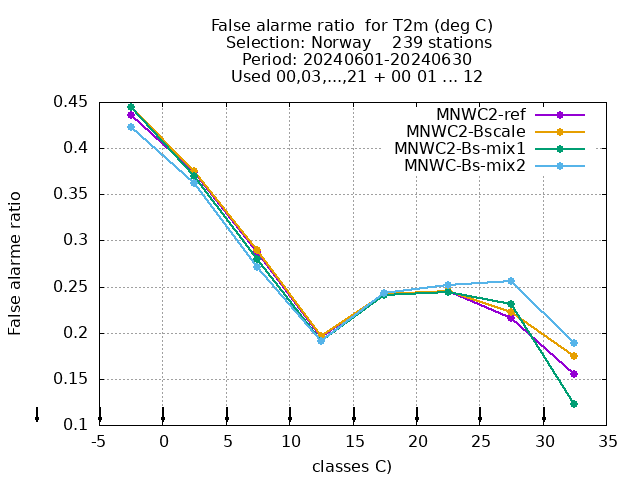 False alarme ratio  for T2m (deg C)
Selection: Norway    239 stations
Period: 20240601-20240630
Used 00,03,...,21 + 00 01 ... 12
MNWC2-ref
MNWC2-Bscale
MNWC2-Bs-mix1
MNWC-Bs-mix2
False alarme ratio
0.45
0.4
0.35
0.3
0.25
0.2
0.15
0.1
-5 0 5 10 15 20 25 30 35
classes C)